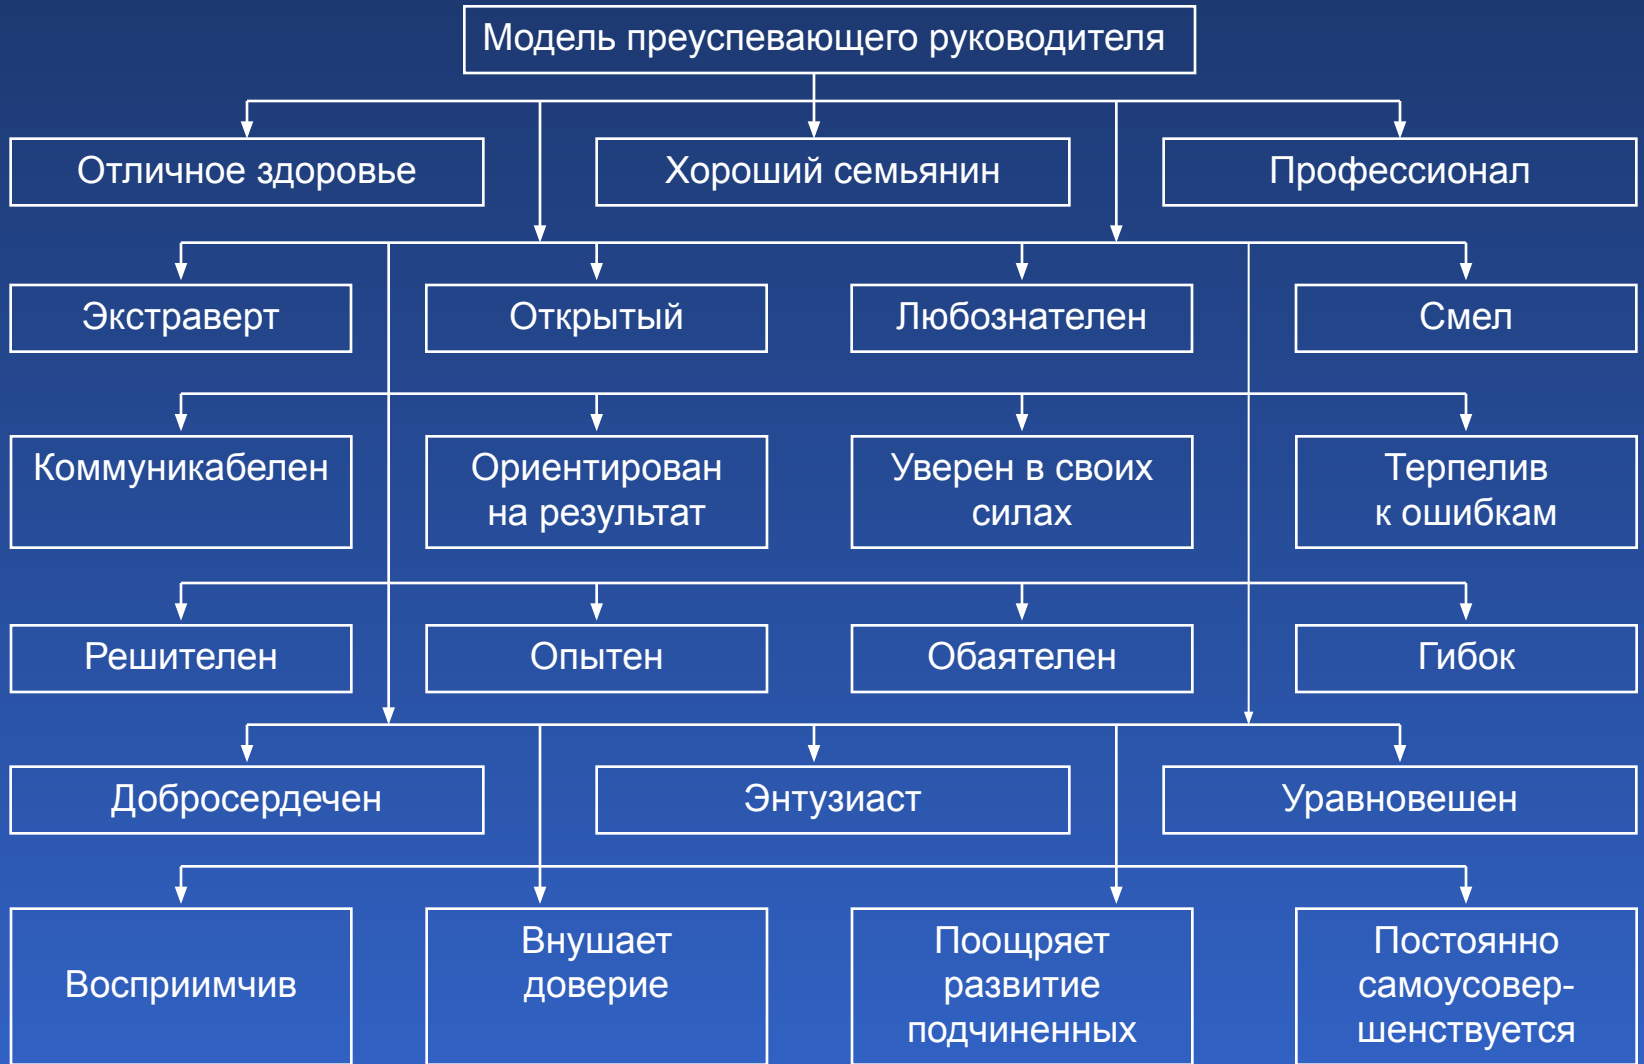 Модель преуспевающего руководителя
Отличное здоровье
Хороший семьянин
Профессионал
Экстраверт
Открытый
Любознателен
Смел
Коммуникабелен
Ориентирован
на результат
Уверен в своих
силах
Терпелив
к ошибкам
Решителен
Опытен
Обаятелен
Гибок
Добросердечен
Энтузиаст
Уравновешен
Восприимчив
Внушает
доверие
Поощряет
развитие
подчиненных
Постоянно
самоусовер-
шенствуется